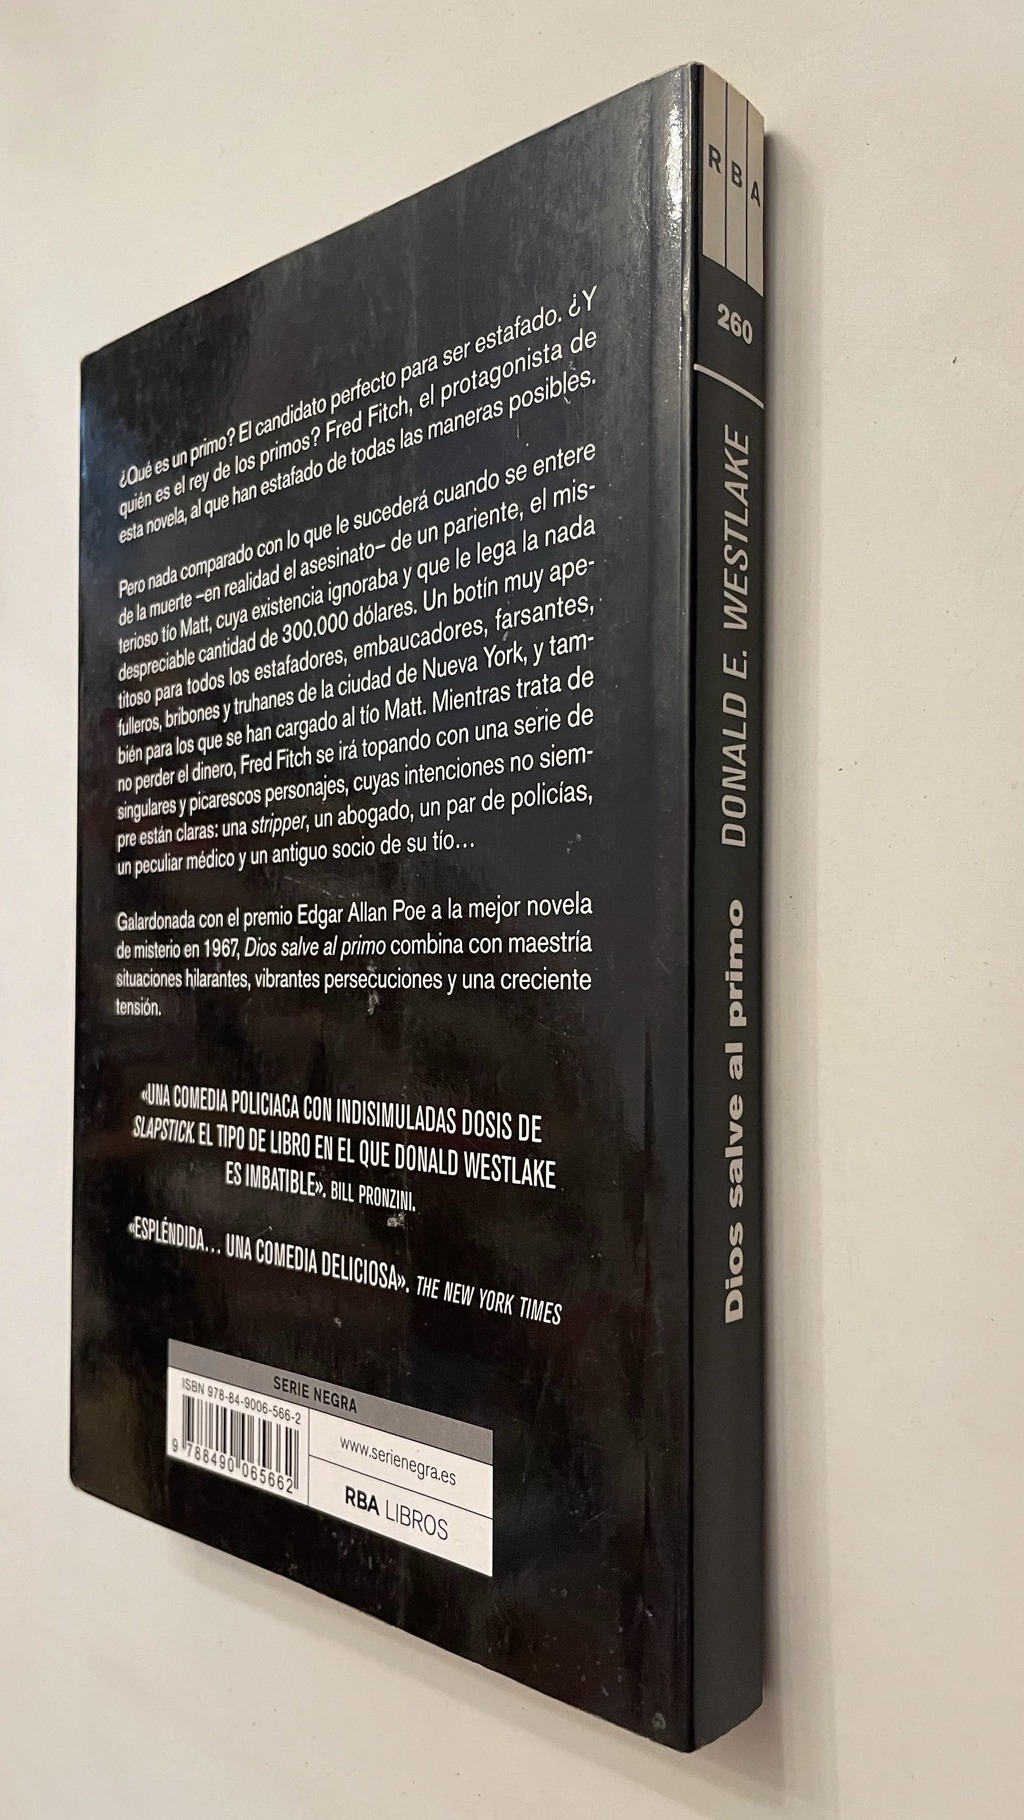 ¿Qué es un primo? El candidato perfecto para ser estafado. ¿Y
quién es el rey de los primos? Fred Fitch, el protagonista de
esta novela, al que han estafado de todas las maneras posibles.
Pero nada comparado con lo que le sucederá cuando se entere
de la muerte –en realidad el asesinato– de un pariente, el mis-
terioso tío Matt, cuya existencia ignoraba y que le lega la nada
despreciable cantidad de 300.000 dólares. Un botín muy ape-
titoso para todos los estafadores, embaucadores, farsantes,
fulleros, bribones y truhanes de la ciudad de Nueva York, y tam-
bién para los que se han cargado al tío Matt. Mientras trata de
no perder el dinero, Fred Fitch se irá topando con una serie de
singulares y picarescos personajes, cuyas intenciones no siem-
pre están claras: una stripper, un abogado, un par de policías,
un peculiar médico y un antiguo socio de su tío...
Galardonada con el premio Edgar Allan Poe a la mejor novela
de misterio en 1967, Dios salve al primo combina con maestría
situaciones hilarantes, vibrantes persecuciones y una creciente
tensión.
«UNA COMEDIA POLICIACA CON INDISIMULADAS DOSIS DE
SLAPSTICK. EL TIPO DE LIBRO EN EL QUE DONALD WESTLAKE
ES IMBATIBLE». BILL PRONZINI.
«ESPLÉNDIDA... UNA COMEDIA DELICIOSA». THE NEW YORK TIMES
SERIE NEGRA
ISBN 978-84-9006-566-2
9 788490 065662
www.serienegra.es
RBA LIBROS
RBA
260
DONALD E. WESTLAKE
Dios salve al primo